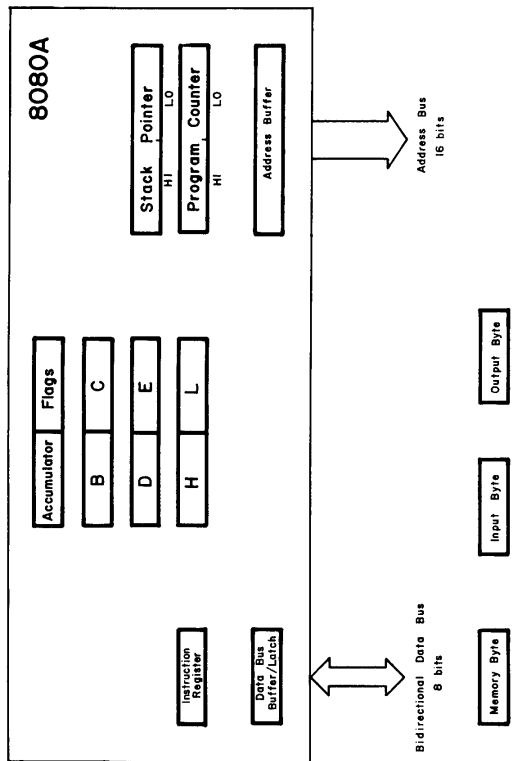 8080A
Accumulator Flags
B C
D E
H L
Stack Pointer
HI LO
Program Counter
HI LO
Instruction
Register
Data Bus
Buffer/Latch
Address Buffer
Bidirectional Data Bus
8 bits
Address Bus
16 bits
Memory Byte
Input Byte
Output Byte